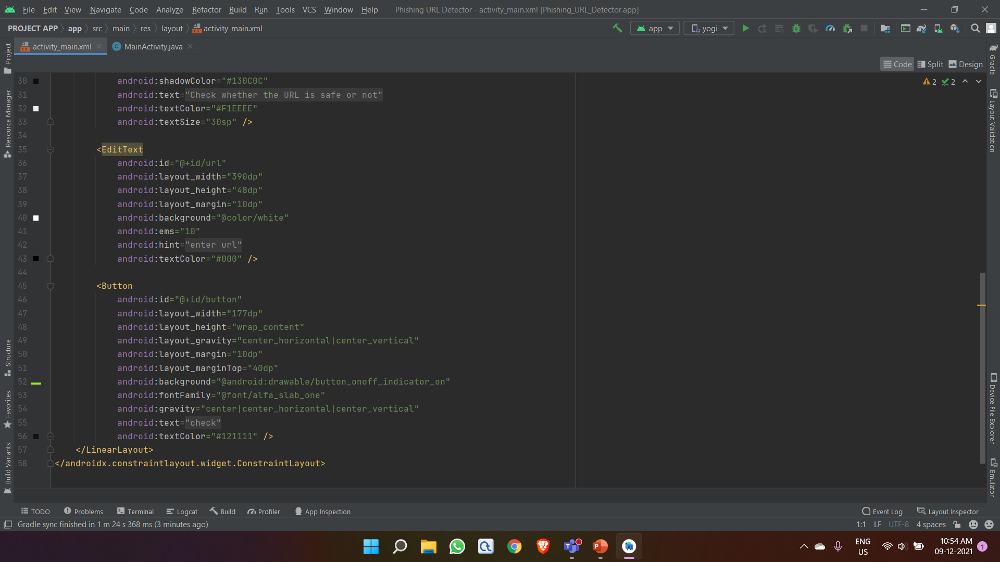 File Edit View Navigate Code Analyze Refactor Build Run Tools VCS Window Help Phishing URL Detector - activity_main.xml [Phishing_URL_Detector.app]
PROJECT APP app src main res layout activity_main.xml app yogi
activity_main.xml MainActivity.java
Code Split Design
2 2
30 android:shadowColor="#130C0C"
31 android:text="Check whether the URL is safe or not"
32 android:textColor="#F1EEEE"
33 android:textSize="30sp" />
34
35 <EditText
36 android:id="@+id/url"
37 android:layout_width="390dp"
38 android:layout_height="48dp"
39 android:layout_margin="10dp"
40 android:background="@color/white"
41 android:ems="10"
42 android:hint="enter url"
43 android:textColor="#000" />
44
45 <Button
46 android:id="@+id/button"
47 android:layout_width="177dp"
48 android:layout_height="wrap_content"
49 android:layout_gravity="center_horizontal|center_vertical"
50 android:layout_margin="10dp"
51 android:layout_marginTop="40dp"
52 android:background="@android:drawable/button_onoff_indicator_on"
53 android:fontFamily="@font/alfa_slab_one"
54 android:gravity="center|center_horizontal|center_vertical"
55 android:text="check"
56 android:textColor="#121111" />
57 </LinearLayout>
58 </androidx.constraintlayout.widget.ConstraintLayout>
Project
Resource Manager
Structure
Favorites
Build Variants
Gradle
Layout Validation
Device File Explorer
Emulator
TODO Problems Terminal Logcat Build Profiler App Inspection Event Log Layout Inspector
Gradle sync finished in 1 m 24 s 368 ms (3 minutes ago) 1:1 LF UTF-8 4 spaces
ENG
US
10:54 AM
09-12-2021
1